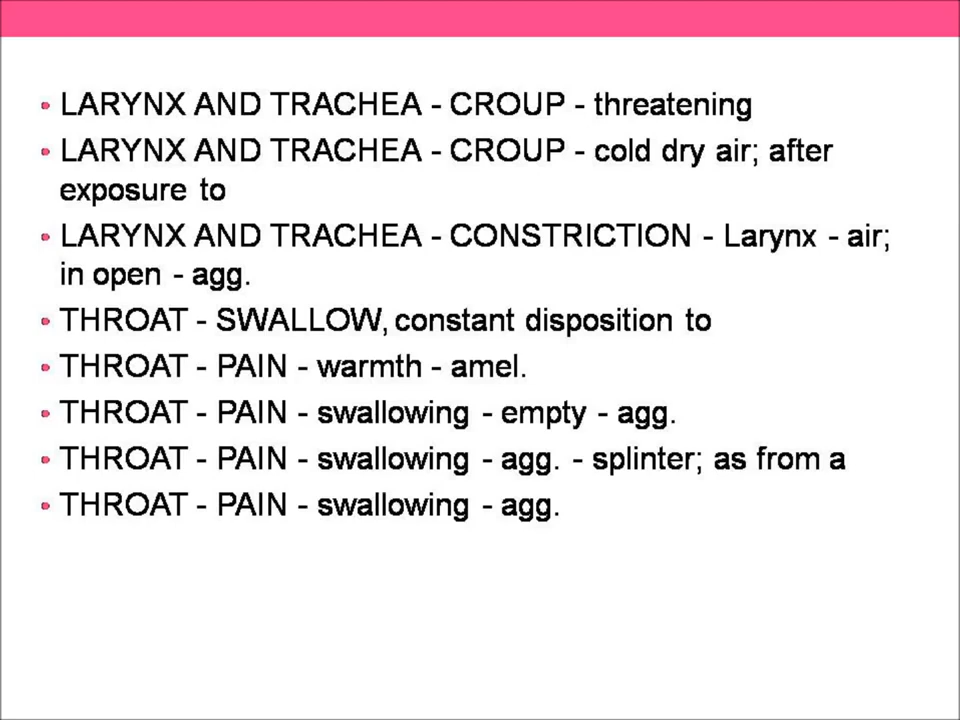 • LARYNX AND TRACHEA - CROUP - threatening
• LARYNX AND TRACHEA - CROUP - cold dry air; after
exposure to
• LARYNX AND TRACHEA - CONSTRICTION - Larynx - air;
in open - agg.
• THROAT - SWALLOW, constant disposition to
• THROAT - PAIN - warmth - amel.
• THROAT - PAIN - swallowing - empty - agg.
• THROAT - PAIN - swallowing - agg. - splinter; as from a
• THROAT - PAIN - swallowing - agg.